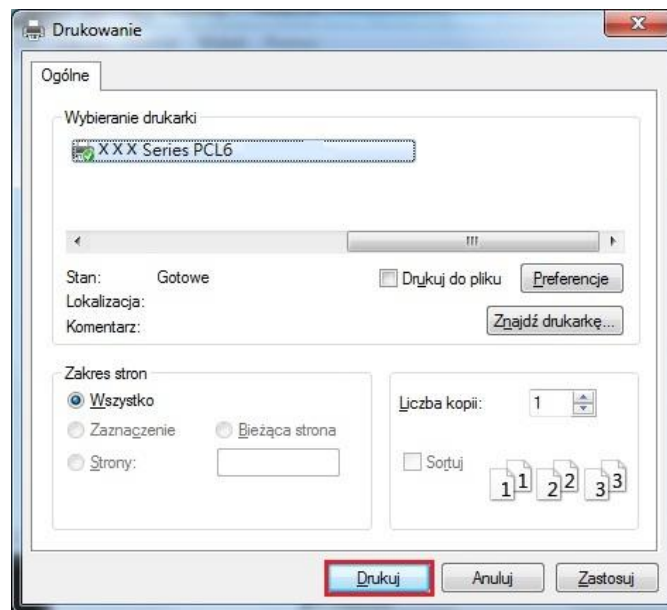 Drukowanie
Ogólne
Wybieranie drukarki
XXX Series PCL6
Stan: Gotowe
Drukuj do pliku
Preferencje
Lokalizacja:
Komentarz:
Znajdź drukarkę...
Zakres stron
Wszystko
Zaznaczenie
Bieżąca strona
Strony:
Liczba kopii: 1
Sortuj
1 1 2 2 3 3
Drukuj
Anuluj
Zastosuj